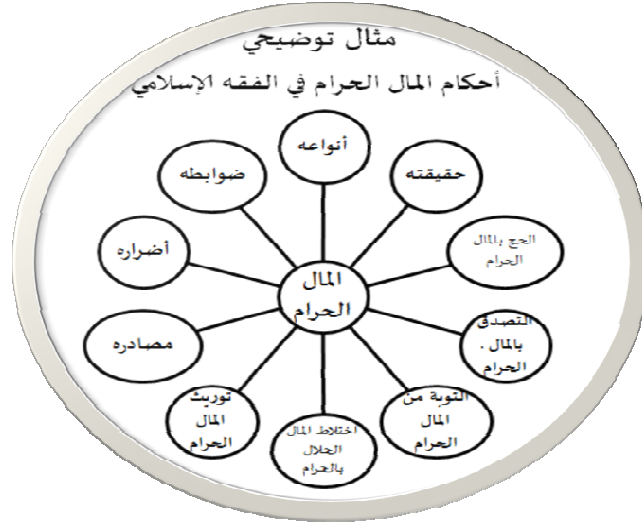 مثال توضيحي
أحكام المال الحرام في الفقه الإسلامي
أنواعه
حقيقته
ضوابطه
الحج بالمال
الحرام
أضراره
المال
الحرام
التصدق
بالمال .
الحرام
مصادره
التوبة من
المال
الحرام
توريث
المال
الحرام
اختلاط المال
الحلال
بالحرام